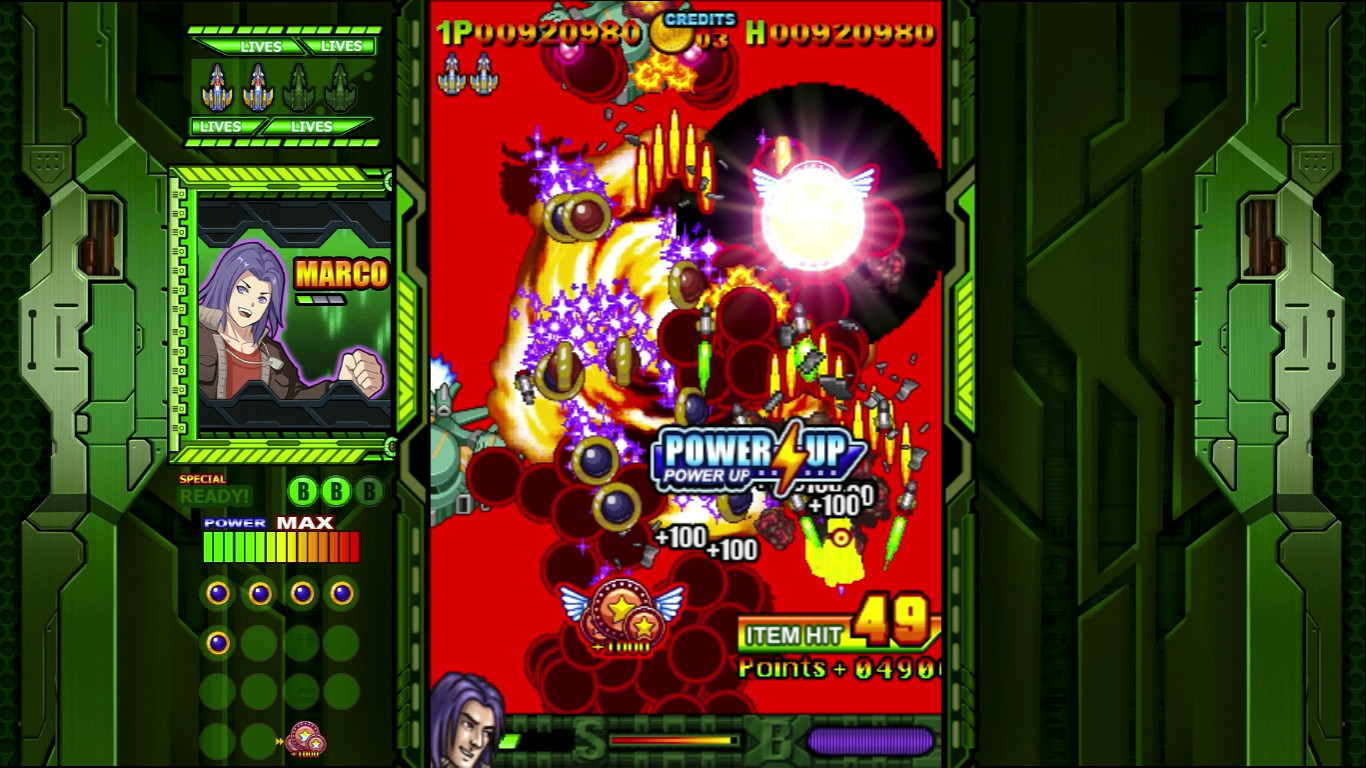 LIVES LIVES
LIVES LIVES
MARCO
SPECIAL
READY!
B B B
POWER MAX
+1000
1P00920980
CREDITS
03
H00920980
POWER UP
POWER UP
+100
+100
+100
+1000
ITEM HIT 49
Points+0490
S
B